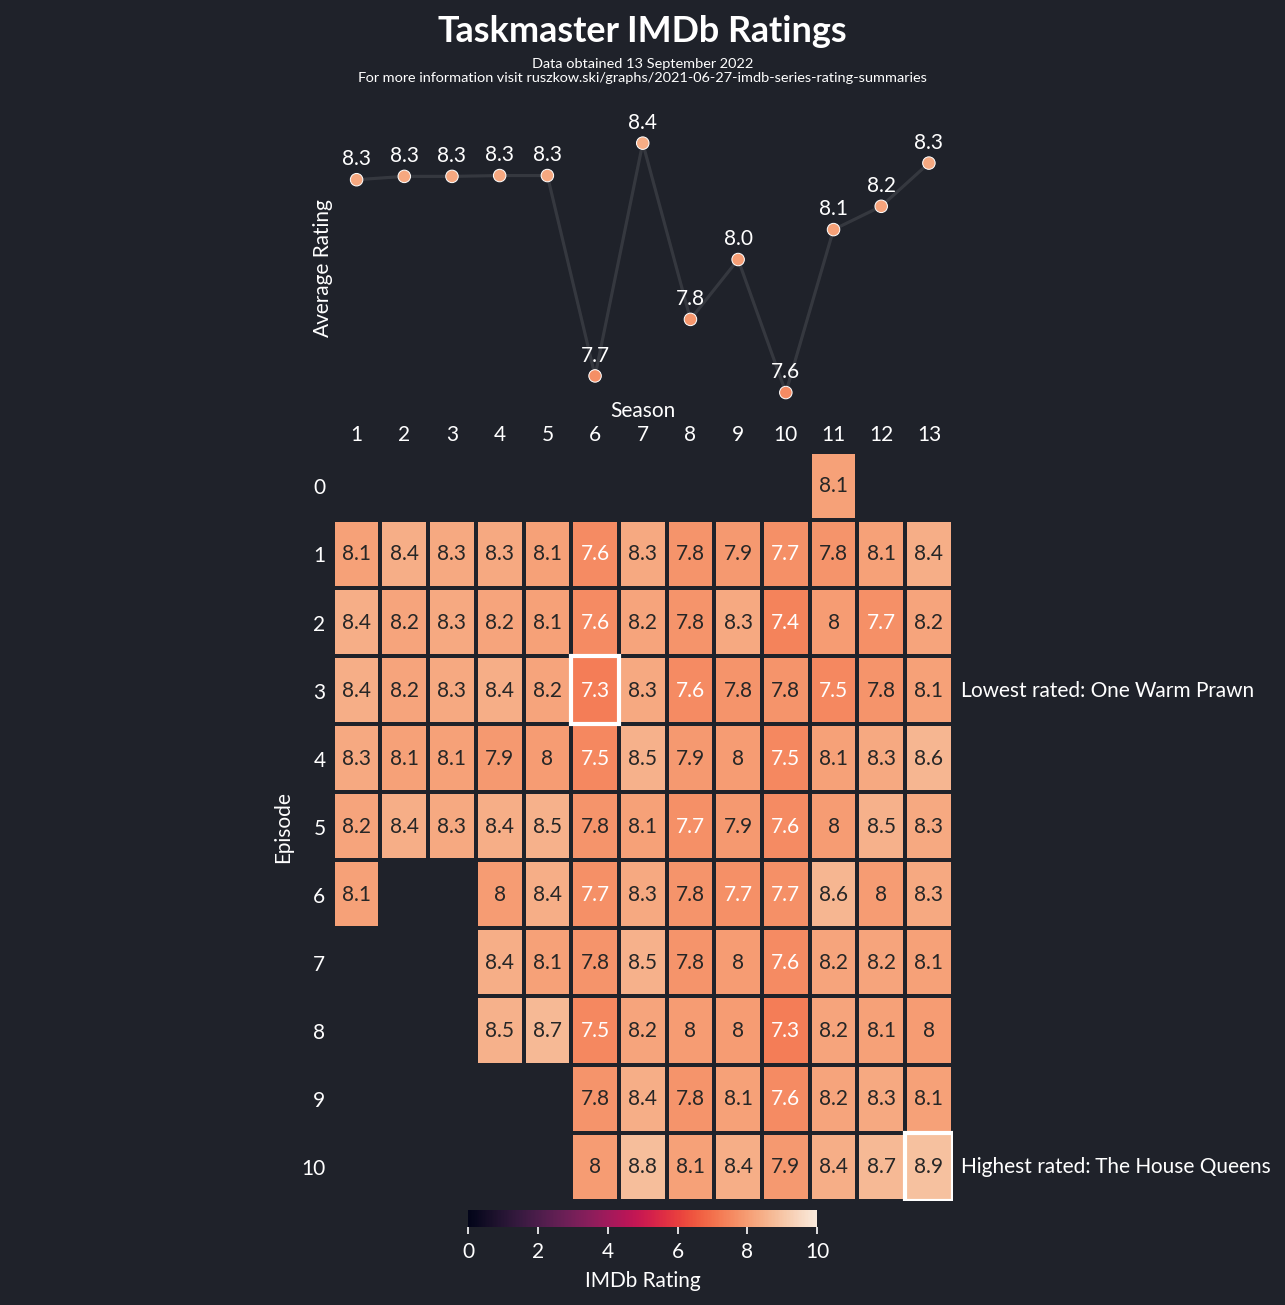 Taskmaster IMDb Ratings
Data obtained 13 September 2022
For more information visit ruszkow.ski/graphs/2021-06-27-imdb-series-rating-summaries
8.3 8.3 8.3 8.3 8.3 7.7 8.4 7.8 8.0 7.6 8.1 8.2 8.3
Average Rating
Season
1 2 3 4 5 6 7 8 9 10 11 12 13
0 8.1
1 8.1 8.4 8.3 8.3 8.1 7.6 8.3 7.8 7.9 7.7 7.8 8.1 8.4
2 8.4 8.2 8.3 8.2 8.1 7.6 8.2 7.8 8.3 7.4 8 7.7 8.2
3 8.4 8.2 8.3 8.4 8.2 7.3 8.3 7.6 7.8 7.8 7.5 7.8 8.1 Lowest rated: One Warm Prawn
4 8.3 8.1 8.1 7.9 8 7.5 8.5 7.9 8 7.5 8.1 8.3 8.6
Episode
5 8.2 8.4 8.3 8.4 8.5 7.8 8.1 7.7 7.9 7.6 8 8.5 8.3
6 8.1 8 8.4 7.7 8.3 7.8 7.7 7.7 8.6 8 8.3
7 8.4 8.1 7.8 8.5 7.8 8 7.6 8.2 8.2 8.1
8 8.5 8.7 7.5 8.2 8 8 7.3 8.2 8.1 8
9 7.8 8.4 7.8 8.1 7.6 8.2 8.3 8.1
10 8 8.8 8.1 8.4 7.9 8.4 8.7 8.9 Highest rated: The House Queens
0 2 4 6 8 10
IMDb Rating